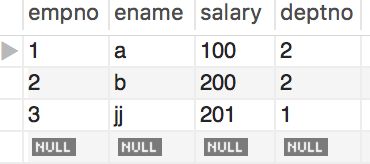 empno ename salary deptno
1 a 100 2
2 b 200 2
3 jj 201 1
NULL NULL NULL NULL